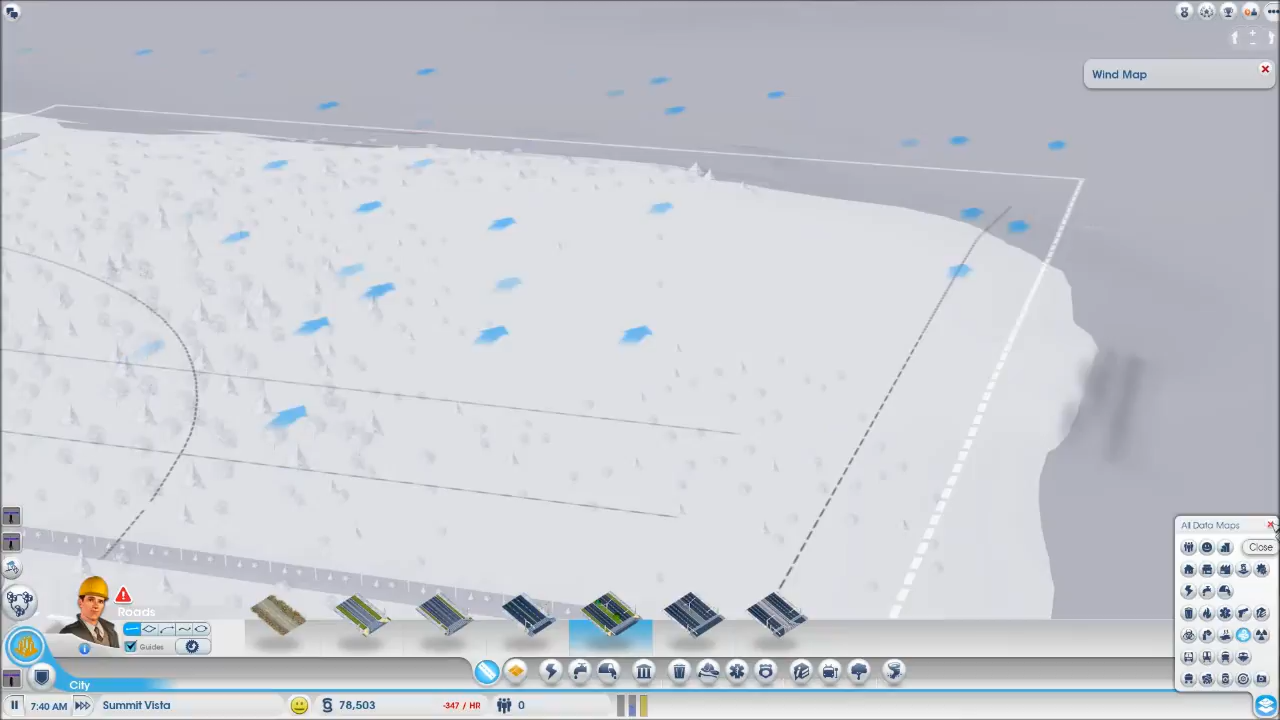 Wind Map
All Data Maps
Close
Roads
Guides
City
7:40 AM
Summit Vista
78,503
-347 / HR
0